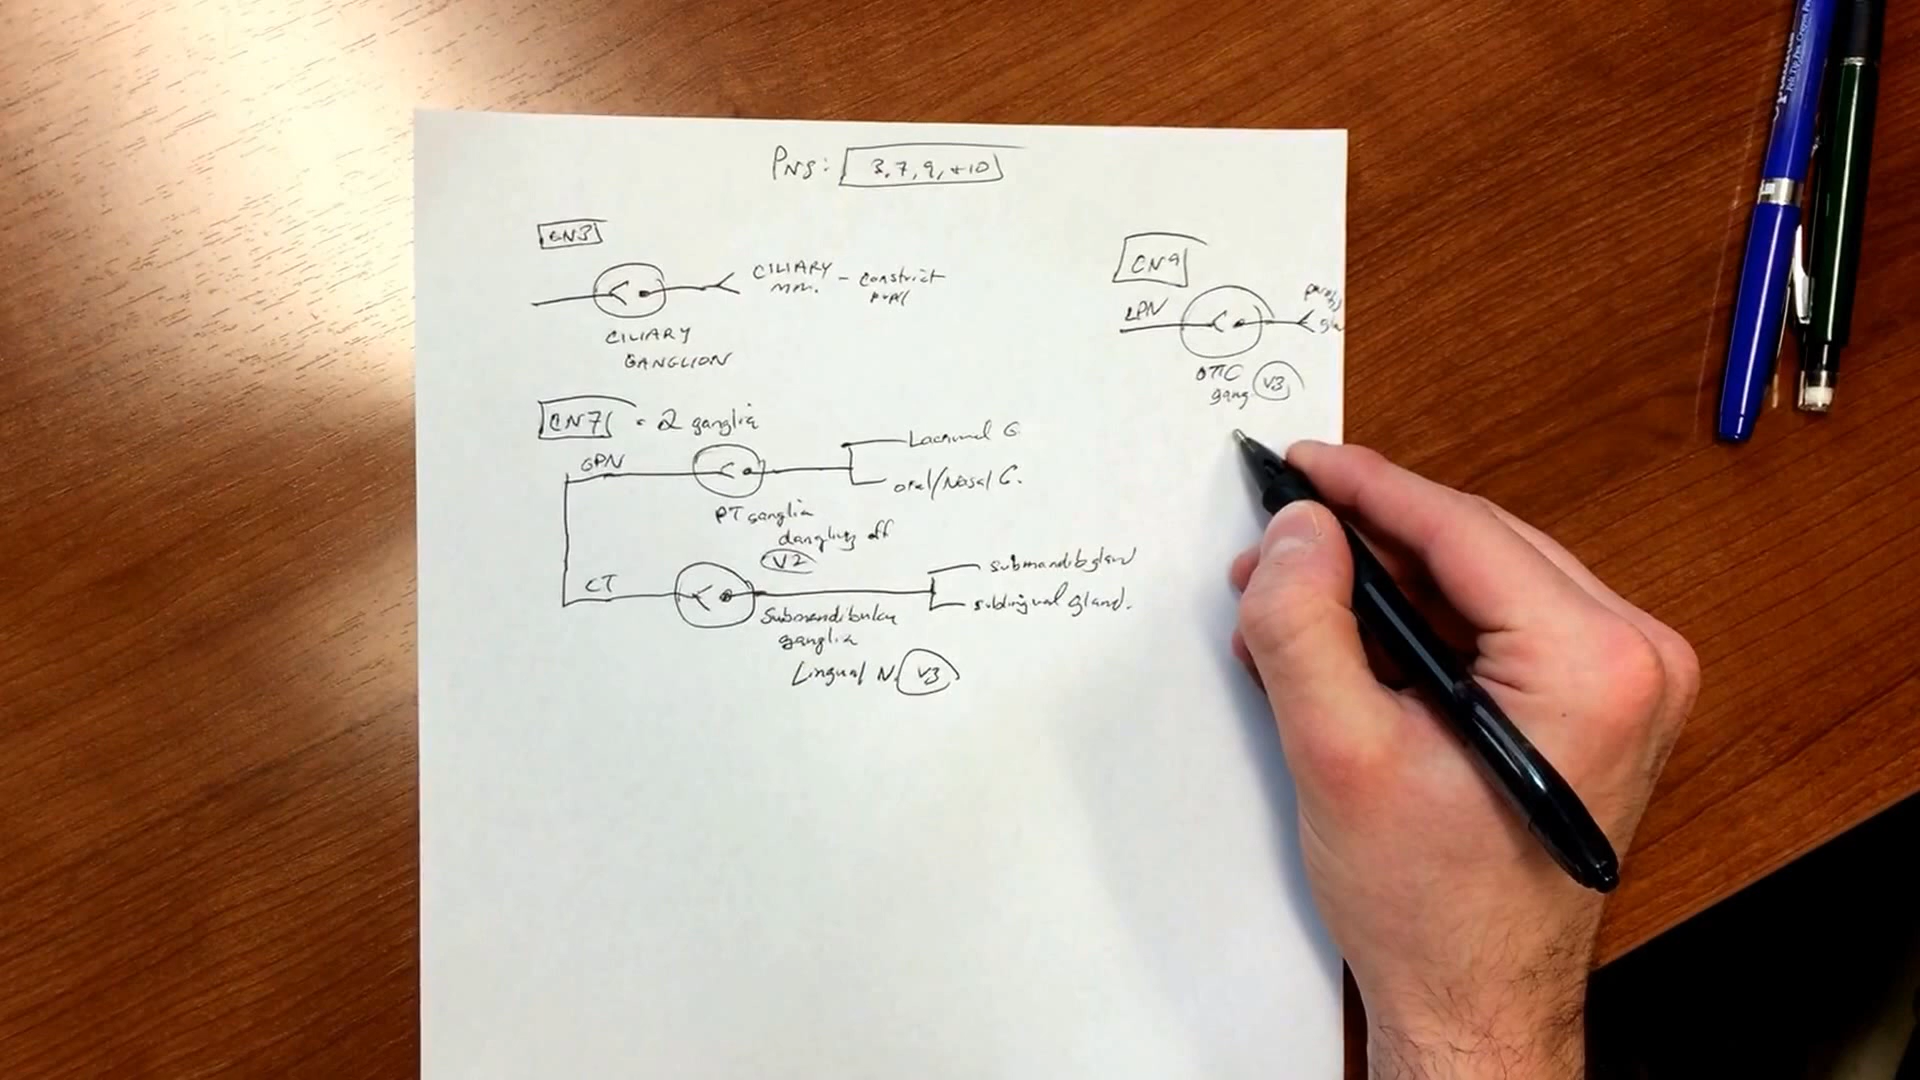 PNS: 3, 7, 9, + 10
CN3
CILIARY
mm. - constrict
pupil
CILIARY
GANGLION
CN9
LPN
parotid
OTIC
gang. V3
CN7 = 2 ganglia
GPN
Lacrimal G
oral/Nasal G.
PT ganglia
dangling off
V2
CT
submandib gland
sublingual gland.
Submandibular
ganglia
Lingual N. V3